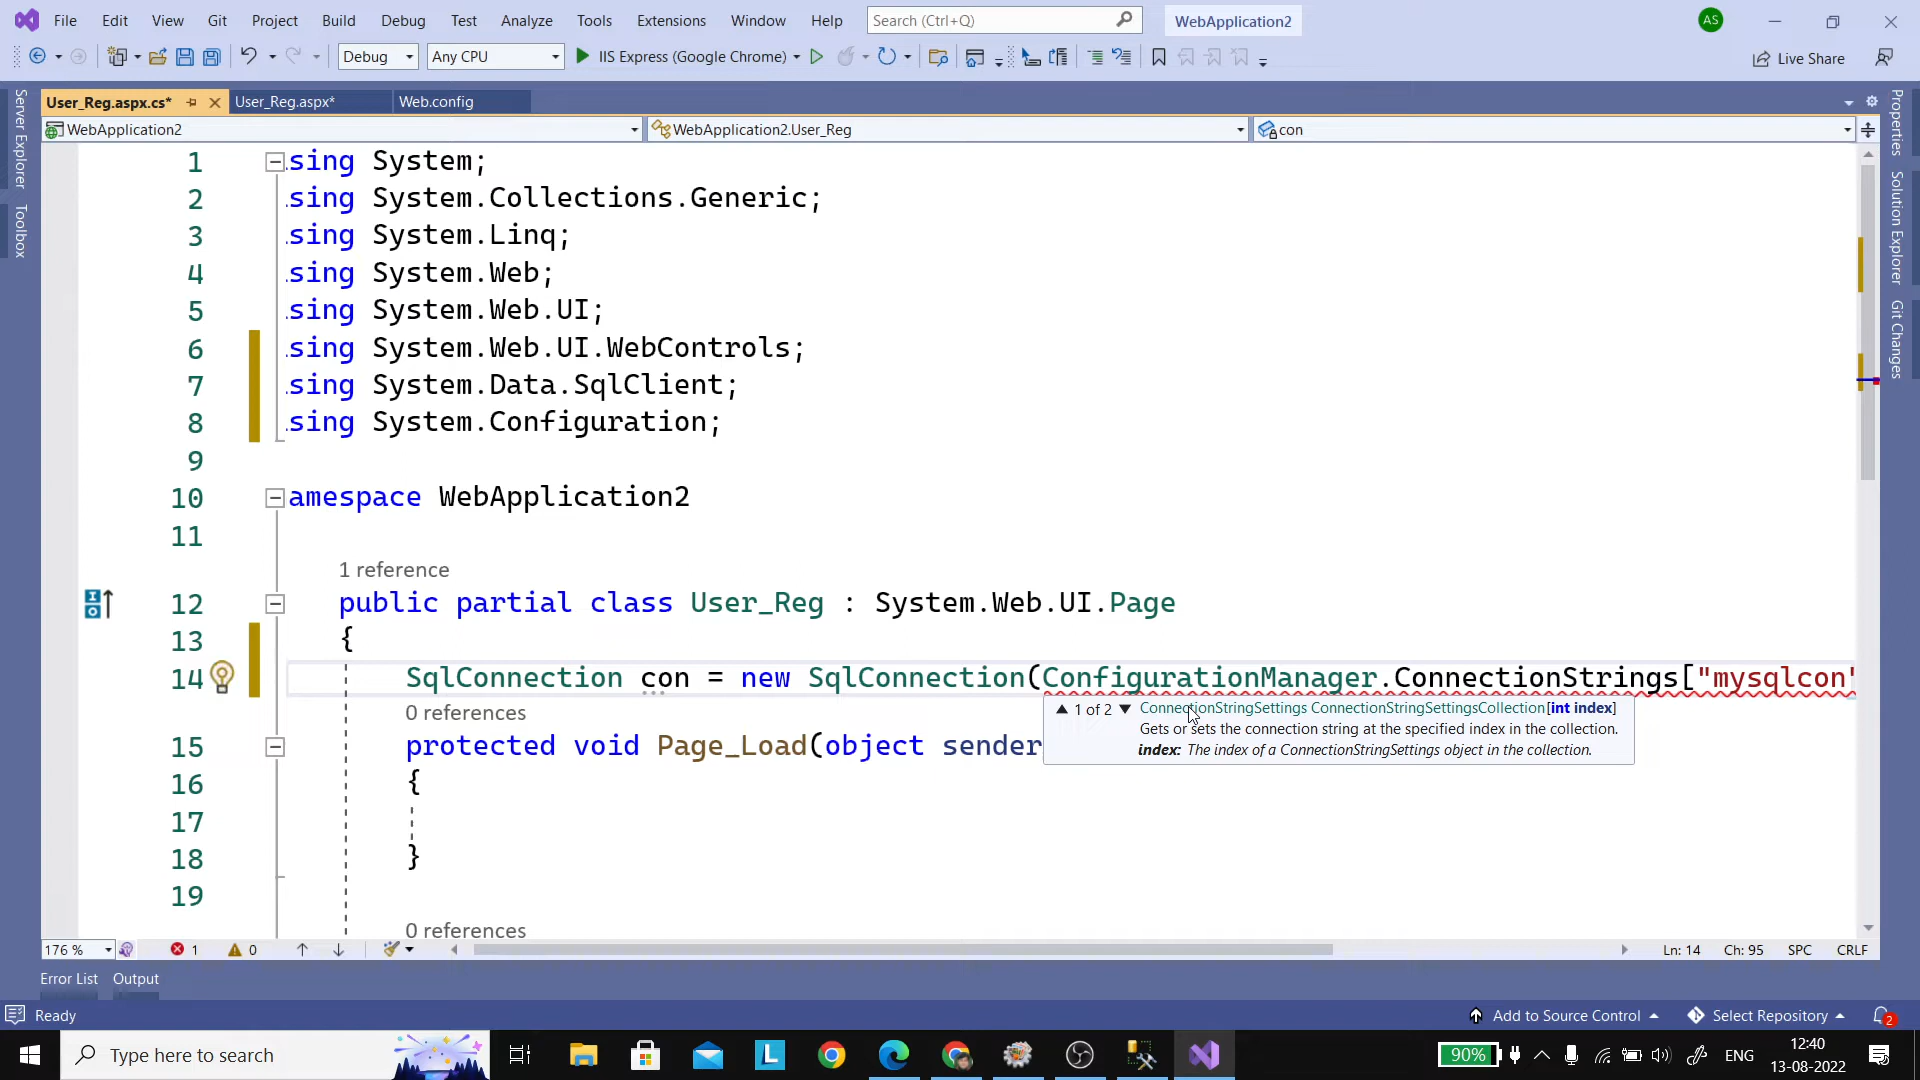 File Edit View Git Project Build Debug Test Analyze Tools Extensions Window Help Search (Ctrl+Q) WebApplication2 AS
Debug Any CPU IIS Express (Google Chrome) Live Share
User_Reg.aspx.cs* User_Reg.aspx* Web.config
WebApplication2 WebApplication2.User_Reg con
Server Explorer
Toolbox
Properties
Solution Explorer
Git Changes
1 sing System;
2 sing System.Collections.Generic;
3 sing System.Linq;
4 sing System.Web;
5 sing System.Web.UI;
6 sing System.Web.UI.WebControls;
7 sing System.Data.SqlClient;
8 sing System.Configuration;
9
10 amespace WebApplication2
11
1 reference
12 public partial class User_Reg : System.Web.UI.Page
13 {
14 SqlConnection con = new SqlConnection(ConfigurationManager.ConnectionStrings["mysqlcon"
0 references
▲ 1 of 2 ▼ ConnectionStringSettings ConnectionStringSettingsCollection[int index]
Gets or sets the connection string at the specified index in the collection.
index: The index of a ConnectionStringSettings object in the collection.
15 protected void Page_Load(object sender
16 {
17
18 }
19
0 references
176 % 1 0 Ln: 14 Ch: 95 SPC CRLF
Error List Output
Ready Add to Source Control Select Repository 2
Type here to search L 90% ENG 12:40
13-08-2022